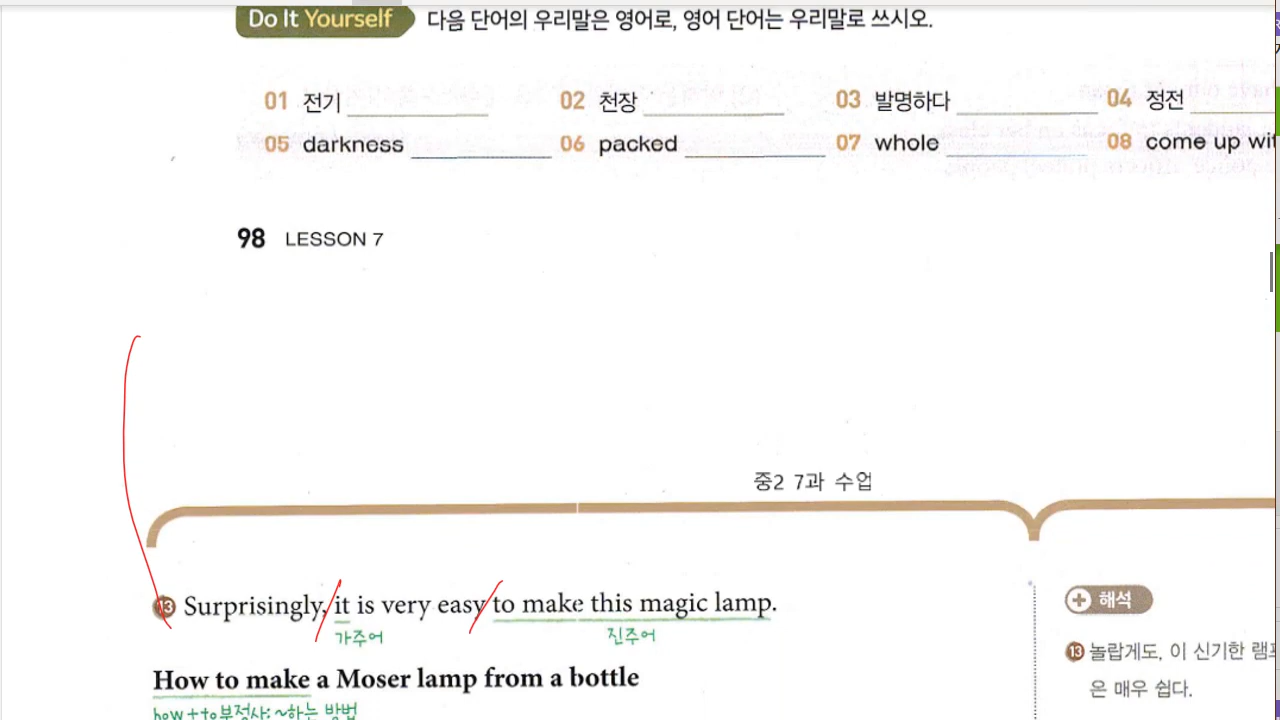 Do It Yourself 다음 단어의 우리말은 영어로, 영어 단어는 우리말로 쓰시오.
01 전기 02 천장 03 발명하다 04 정전
05 darkness 06 packed 07 whole 08 come up wit
98 LESSON 7
중2 7과 수업
13 Surprisingly, it is very easy to make this magic lamp.
가주어 진주어
How to make a Moser lamp from a bottle
how + to부정사: ~하는 방법
해석
13 놀랍게도, 이 신기한 램프
은 매우 쉽다.